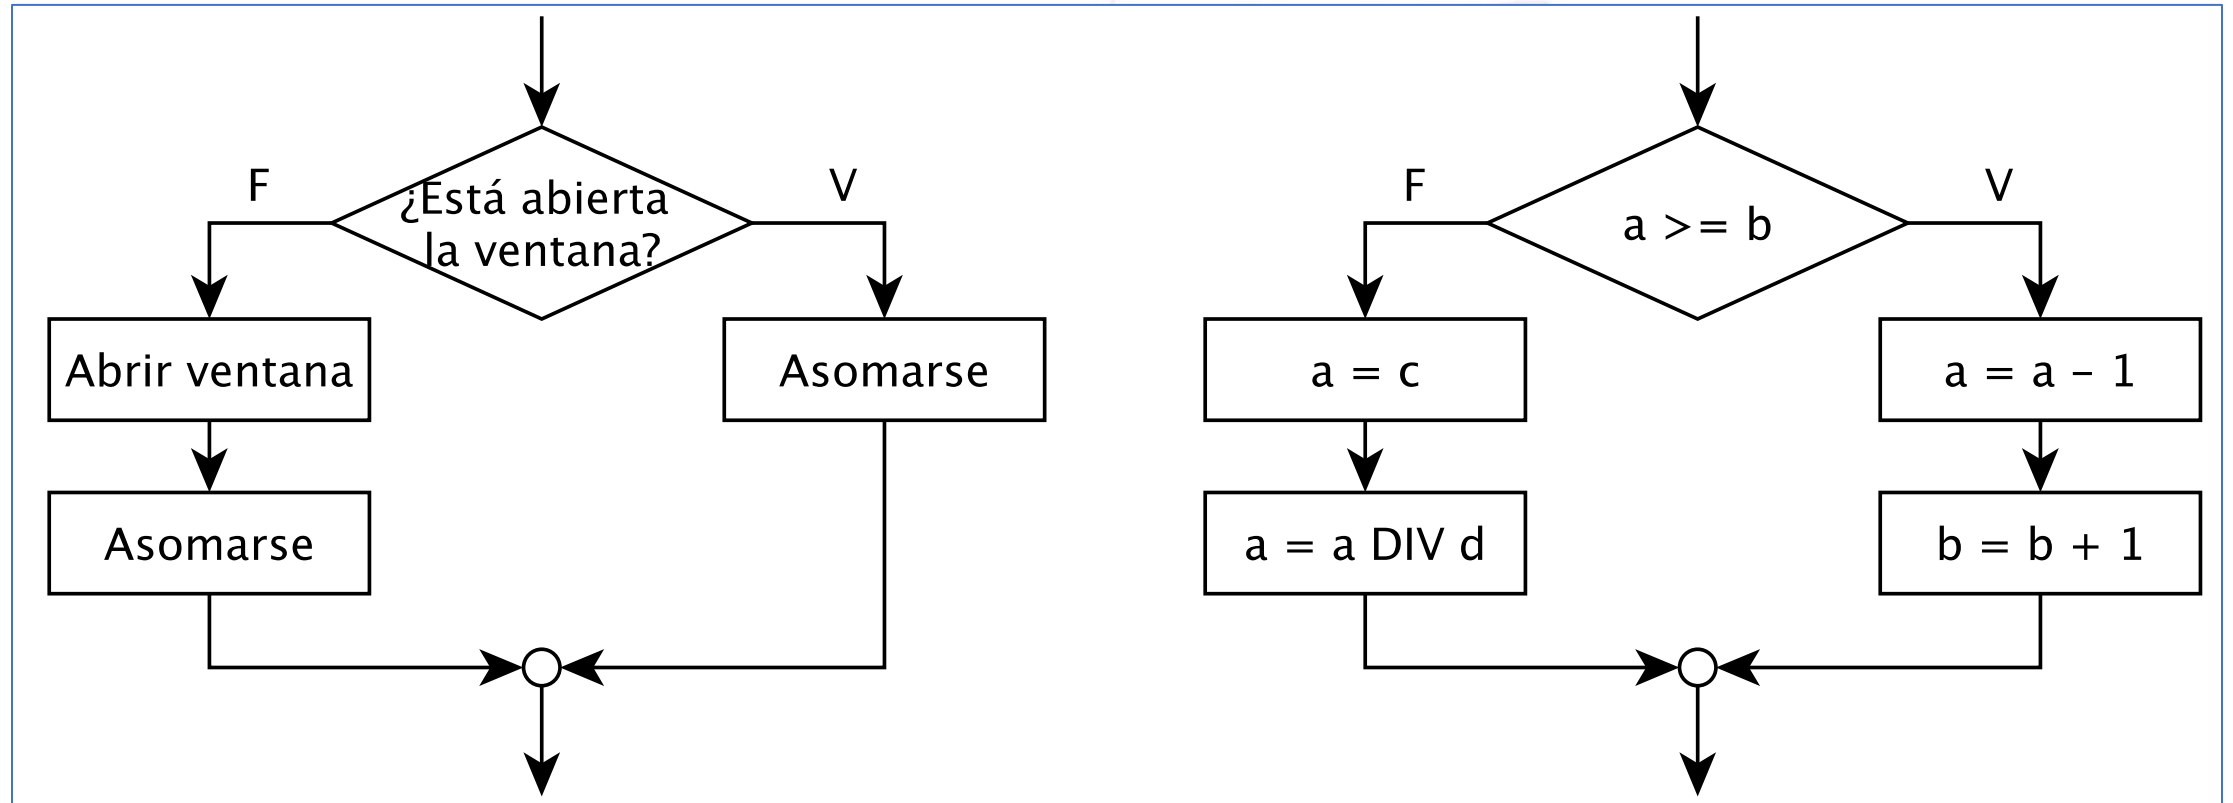 F
V
¿Está abierta
la ventana?
Abrir ventana
Asomarse
Asomarse
F
V
a >= b
a = c
a = a – 1
a = a DIV d
b = b + 1